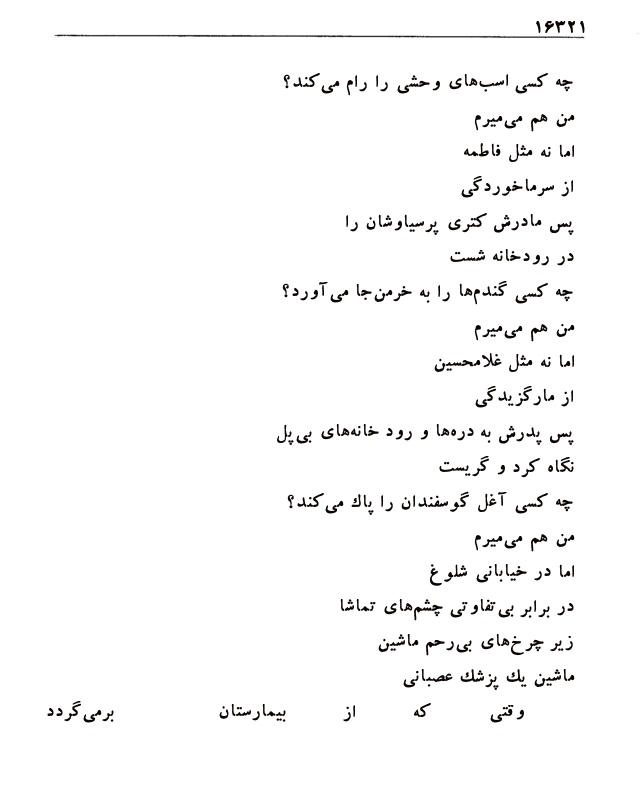 ۱۶۳۲۱
چه کسی اسب‌های وحشی را رام می‌کند؟
من هم می‌میرم
اما نه مثل فاطمه
از سرماخوردگی
پس مادرش کتری پرسیاوشان را
در رودخانه شست
چه کسی گندم‌ها را به خرمن‌جا می‌آورد؟
من هم می‌میرم
اما نه مثل غلامحسین
از مارگزیدگی
پس پدرش به دره‌ها و رود خانه‌های بی‌پل
نگاه کرد و گریست
چه کسی آغل گوسفندان را پاك می‌کند؟
من هم می‌میرم
اما در خیابانی شلوغ
در برابر بی‌تفاوتی چشم‌های تماشا
زیر چرخ‌های بی‌رحم ماشین
ماشین یك پزشك عصبانی
وقتی که از بیمارستان برمی‌گردد